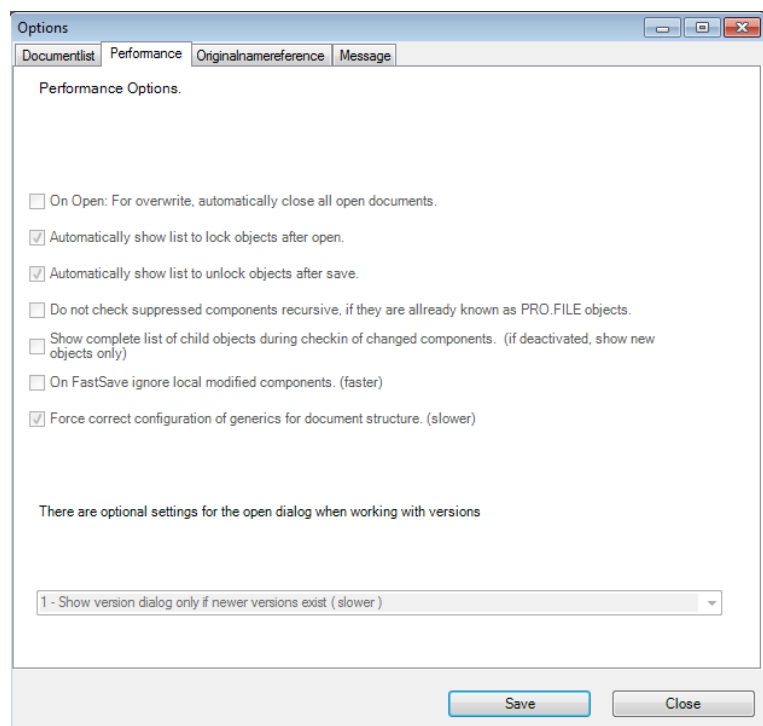 Options
Documentlist Performance Originalnamereference Message
Performance Options.
On Open: For overwrite, automatically close all open documents.
Automatically show list to lock objects after open.
Automatically show list to unlock objects after save.
Do not check suppressed components recursive, if they are allready known as PRO.FILE objects.
Show complete list of child objects during checkin of changed components. (if deactivated, show new
objects only)
On FastSave ignore local modified components. (faster)
Force correct configuration of generics for document structure. (slower)
There are optional settings for the open dialog when working with versions
1 - Show version dialog only if newer versions exist ( slower )
Save Close